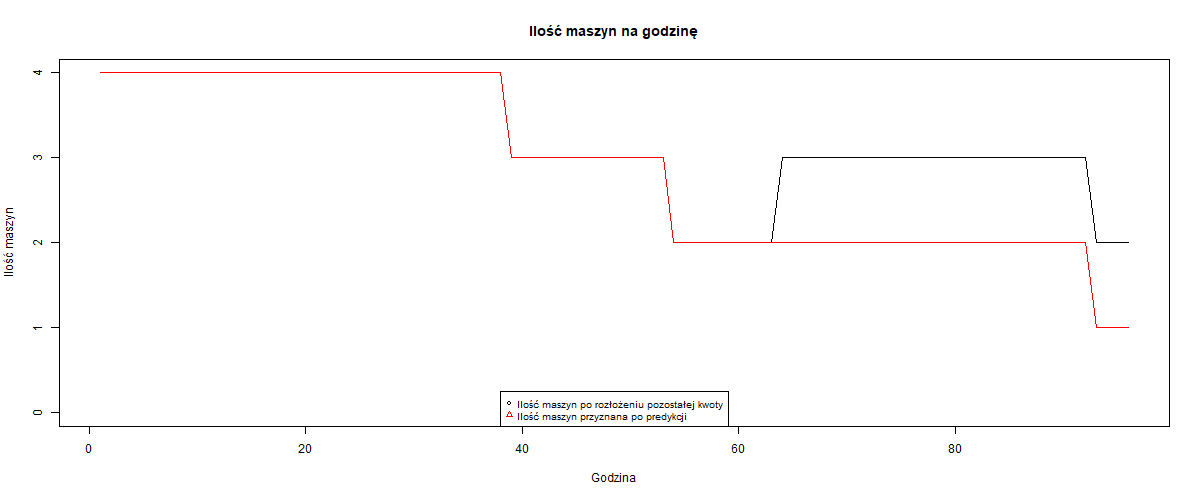 Ilość maszyn na godzinę
Ilość maszyn
4
3
2
1
0
Ilość maszyn po rozłożeniu pozostałej kwoty
Ilość maszyn przyznana po predykcji
0 20 40 60 80
Godzina